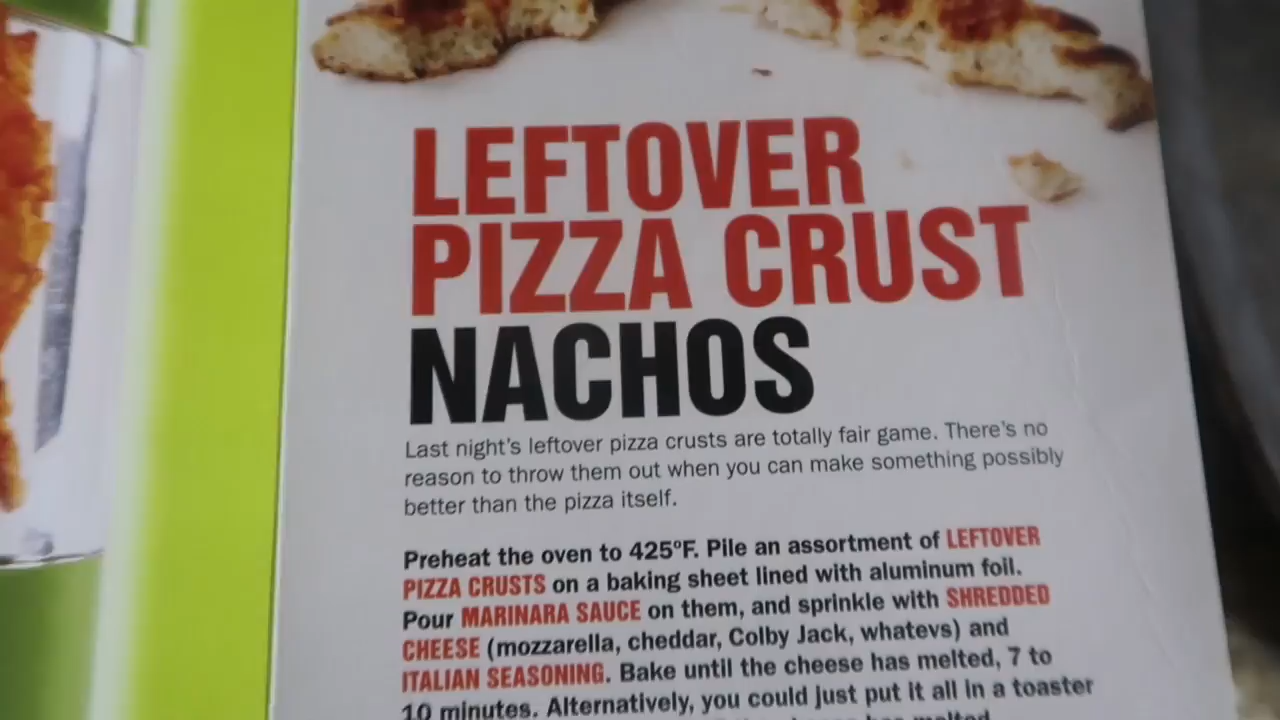 LEFTOVER
PIZZA CRUST
NACHOS
Last night's leftover pizza crusts are totally fair game. There's no
reason to throw them out when you can make something possibly
better than the pizza itself.
Preheat the oven to 425°F. Pile an assortment of LEFTOVER
PIZZA CRUSTS on a baking sheet lined with aluminum foil.
Pour MARINARA SAUCE on them, and sprinkle with SHREDDED
CHEESE (mozzarella, cheddar, Colby Jack, whatevs) and
ITALIAN SEASONING. Bake until the cheese has melted, 7 to
10 minutes. Alternatively, you could just put it all in a toaster
has melted